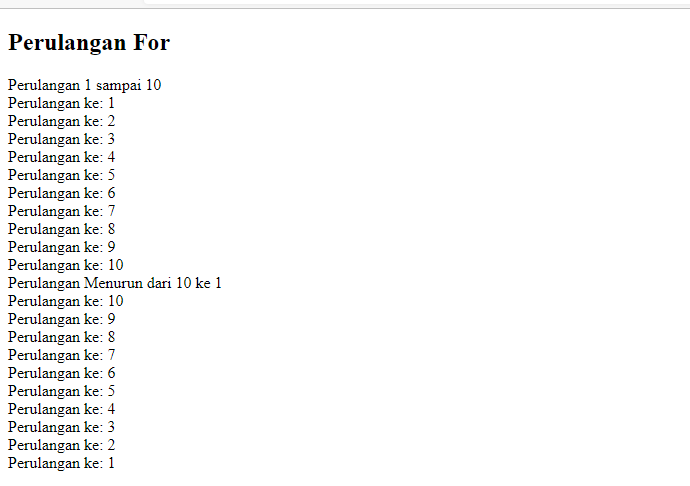 Perulangan For
Perulangan 1 sampai 10
Perulangan ke: 1
Perulangan ke: 2
Perulangan ke: 3
Perulangan ke: 4
Perulangan ke: 5
Perulangan ke: 6
Perulangan ke: 7
Perulangan ke: 8
Perulangan ke: 9
Perulangan ke: 10
Perulangan Menurun dari 10 ke 1
Perulangan ke: 10
Perulangan ke: 9
Perulangan ke: 8
Perulangan ke: 7
Perulangan ke: 6
Perulangan ke: 5
Perulangan ke: 4
Perulangan ke: 3
Perulangan ke: 2
Perulangan ke: 1